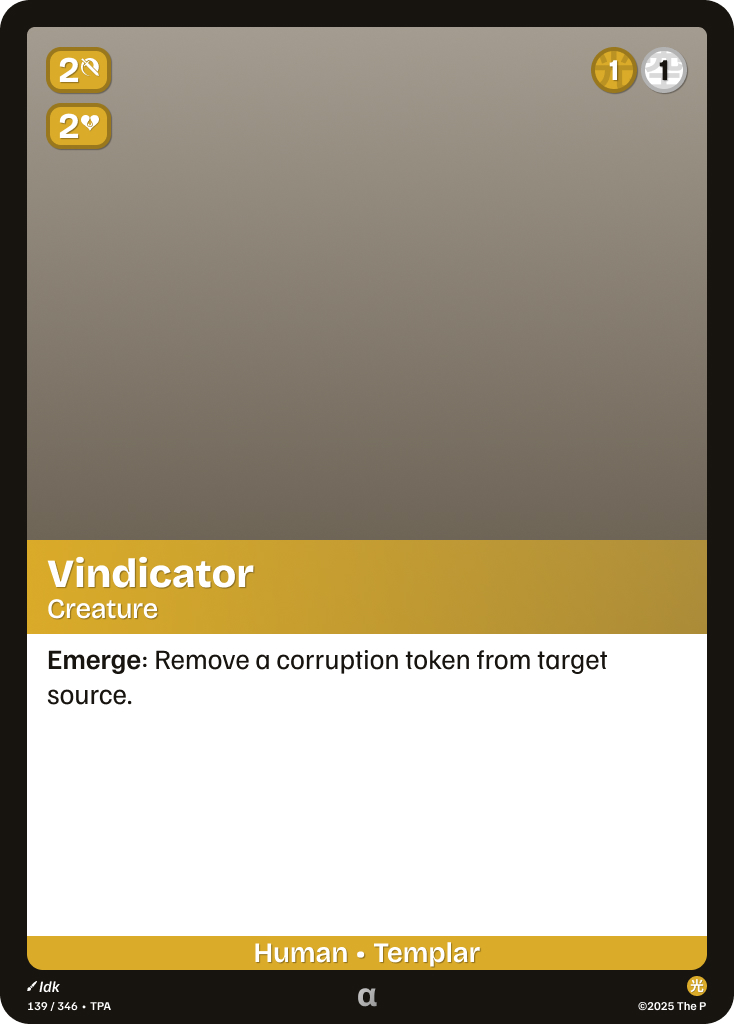 2
2
1 1
Vindicator
Creature
Emerge: Remove a corruption token from target
source.
Human • Templar
Idk
139 / 346 • TPA
α
光
©2025 The P